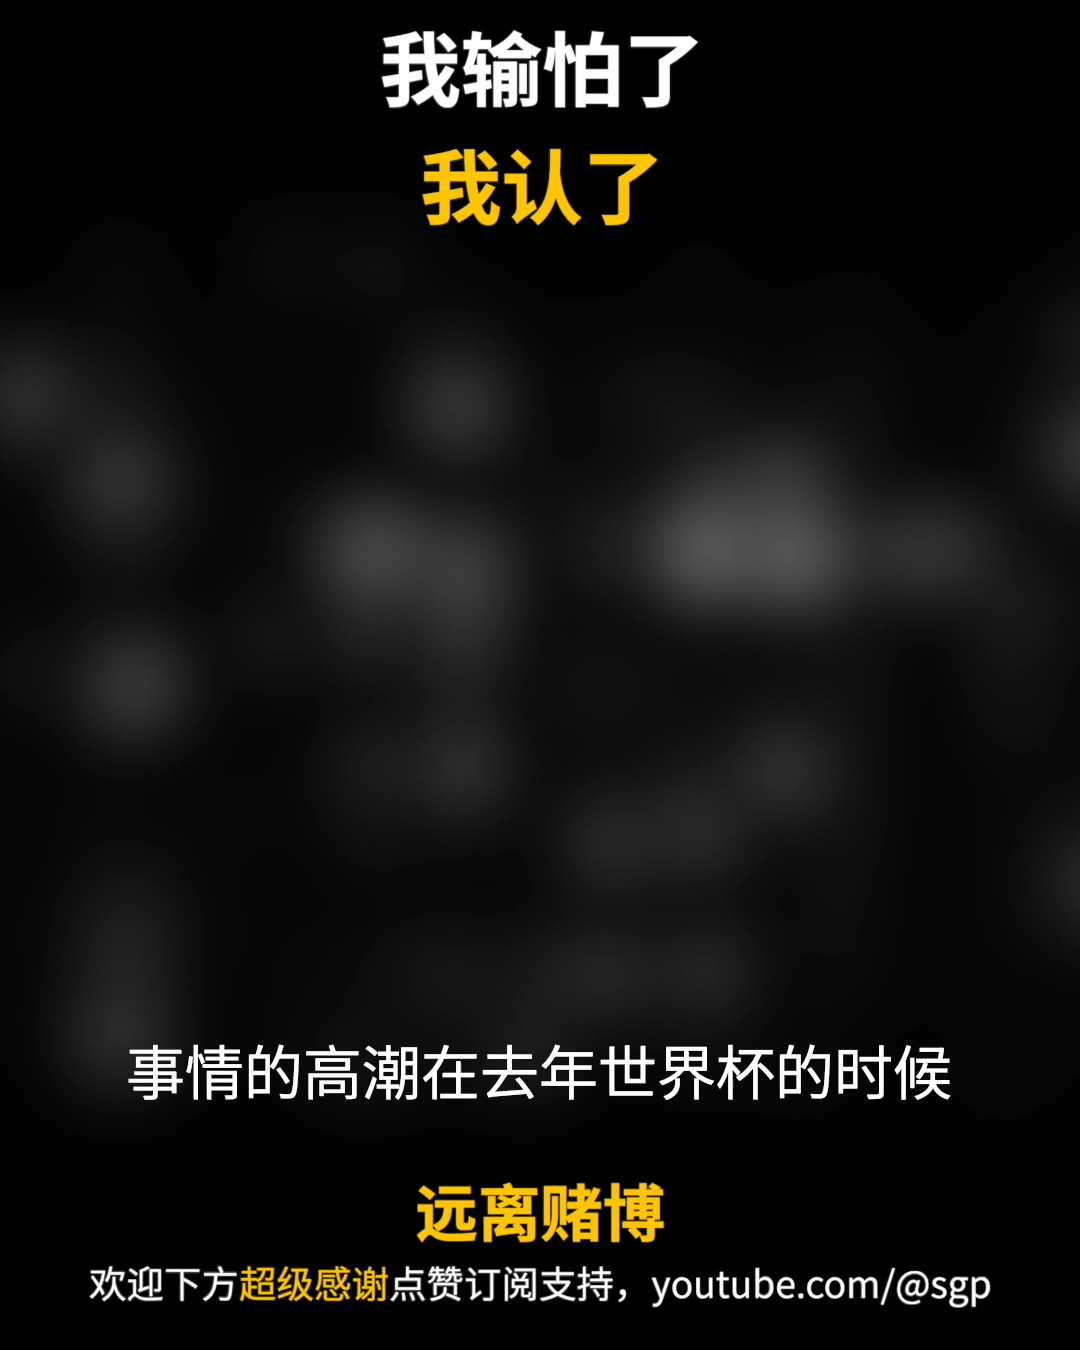 我输怕了
我认了
事情的高潮在去年世界杯的时候
远离赌博
欢迎下方超级感谢点赞订阅支持，youtube.com/@sgp